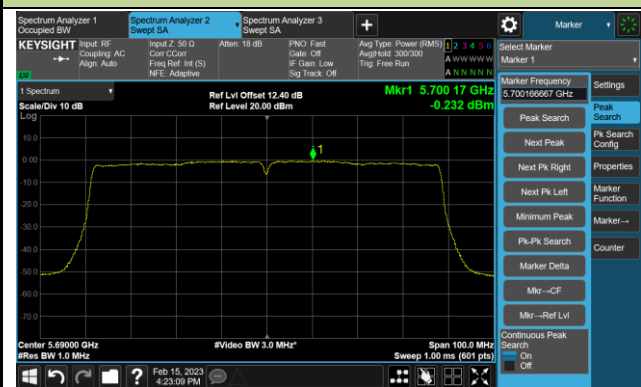 Spectrum Analyzer 1
Occupied BW
Spectrum Analyzer 2
Swept SA
Spectrum Analyzer 3
Swept SA
Marker
KEYSIGHT
Input: RF
Coupling: AC
Align: Auto
Input Z: 50 Ω
Corr CCorr
Freq Ref: Int (S)
NFE: Adaptive
Atten: 18 dB
PNO: Fast
Gate: Off
IF Gain: Low
Sig Track: Off
Avg Type: Power (RMS)
Avg|Hold: 300/300
Trig: Free Run
1 2 3 4 5 6
A W W W W W
A N N N N N
Select Marker
Marker 1
1 Spectrum
Scale/Div 10 dB
Log
Ref Lvl Offset 12.40 dB
Ref Level 20.00 dBm
Mkr1 5.700 17 GHz
-0.232 dBm
10.0
0.00
-10.0
-20.0
-30.0
-40.0
-50.0
-60.0
-70.0
1
Center 5.69000 GHz
#Res BW 1.0 MHz
#Video BW 3.0 MHz*
Span 100.0 MHz
Sweep 1.00 ms (601 pts)
Marker Frequency
5.700166667 GHz
Peak Search
Next Peak
Next Pk Right
Next Pk Left
Minimum Peak
Pk-Pk Search
Marker Delta
Mkr→CF
Mkr→Ref Lvl
Continuous Peak
Search
On
Off
Settings
Peak
Search
Pk Search
Config
Properties
Marker
Function
Marker→
Counter
Feb 15, 2023
4:23:09 PM